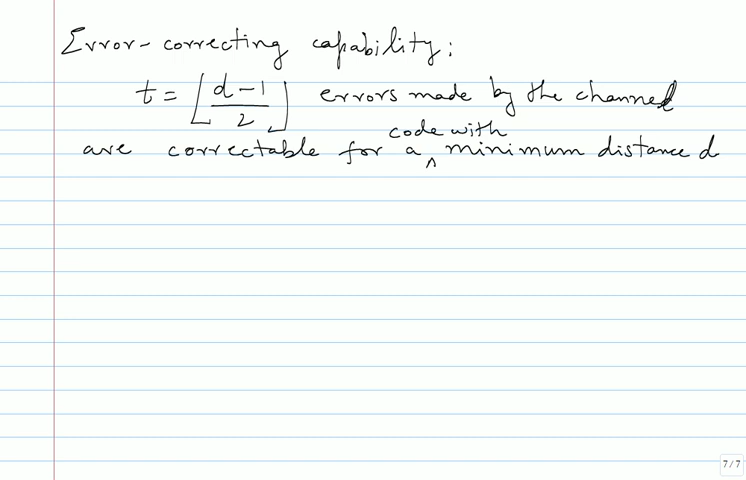 Error-correcting capability:
t = ⌊(d-1)/2⌋ errors made by the channel
are correctable for a ^ code with minimum distance d
7/7